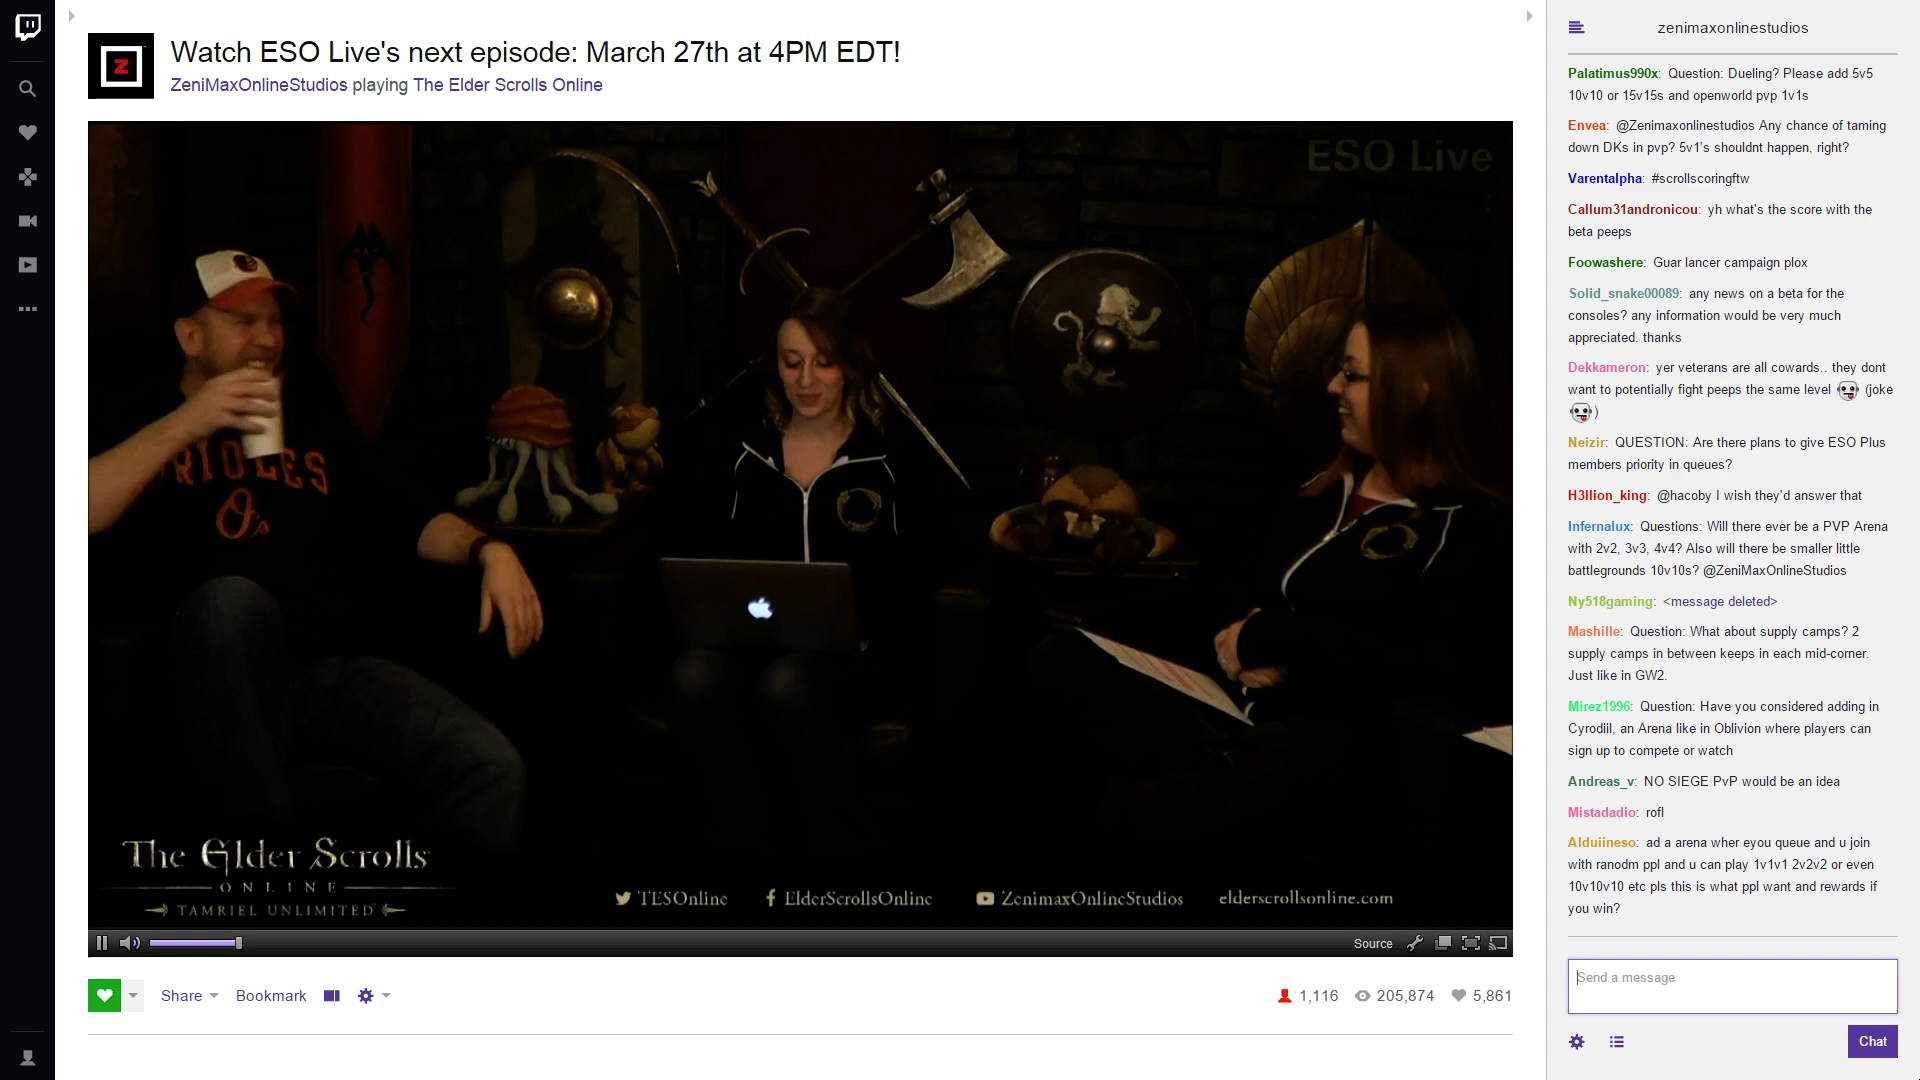 Watch ESO Live's next episode: March 27th at 4PM EDT!
ZeniMaxOnlineStudios playing The Elder Scrolls Online
ESO Live
ORIOLES
O's
The Elder Scrolls
ONLINE
TAMRIEL UNLIMITED
TESOnline
ElderScrollsOnline
ZenimaxOnlineStudios
elderscrollsonline.com
Source
Share
Bookmark
1,116
205,874
5,861
zenimaxonlinestudios
Palatimus990x: Question: Dueling? Please add 5v5
10v10 or 15v15s and openworld pvp 1v1s
Envea: @Zenimaxonlinestudios Any chance of taming
down DKs in pvp? 5v1's shouldnt happen, right?
Varentalpha: #scrollscoringftw
Callum31andronicou: yh what's the score with the
beta peeps
Foowashere: Guar lancer campaign plox
Solid_snake00089: any news on a beta for the
consoles? any information would be very much
appreciated. thanks
Dekkameron: yer veterans are all cowards.. they dont
want to potentially fight peeps the same level (joke
)
Neizir: QUESTION: Are there plans to give ESO Plus
members priority in queues?
H3llion_king: @hacoby I wish they'd answer that
Infernalux: Questions: Will there ever be a PVP Arena
with 2v2, 3v3, 4v4? Also will there be smaller little
battlegrounds 10v10s? @ZeniMaxOnlineStudios
Ny518gaming: <message deleted>
Mashille: Question: What about supply camps? 2
supply camps in between keeps in each mid-corner.
Just like in GW2.
Mirez1996: Question: Have you considered adding in
Cyrodiil, an Arena like in Oblivion where players can
sign up to compete or watch
Andreas_v: NO SIEGE PvP would be an idea
Mistadadio: rofl
Alduiineso: ad a arena wher eyou queue and u join
with ranodm ppl and u can play 1v1v1 2v2v2 or even
10v10v10 etc pls this is what ppl want and rewards if
you win?
Send a message
Chat